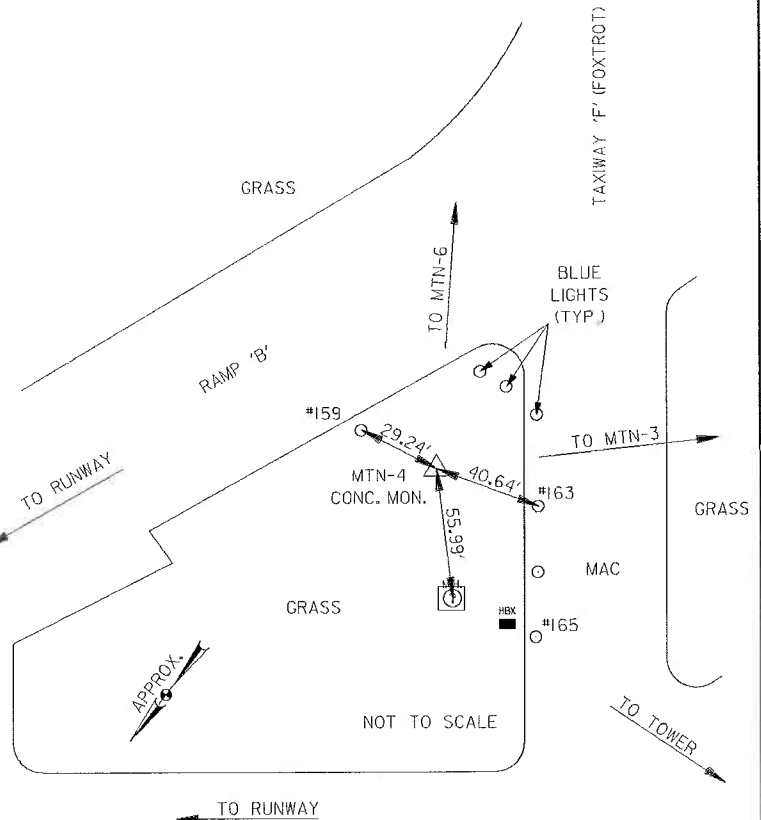 TAXIWAY 'F' (FOXTROT)
GRASS
TO MTN-6
BLUE
LIGHTS
(TYP.)
RAMP 'B'
#159
29.24'
TO MTN-3
MTN-4
CONC. MON.
40.64'
#163
TO RUNWAY
GRASS
55.99'
MAC
GRASS
HBX
#165
APPROX.
NOT TO SCALE
TO TOWER
TO RUNWAY